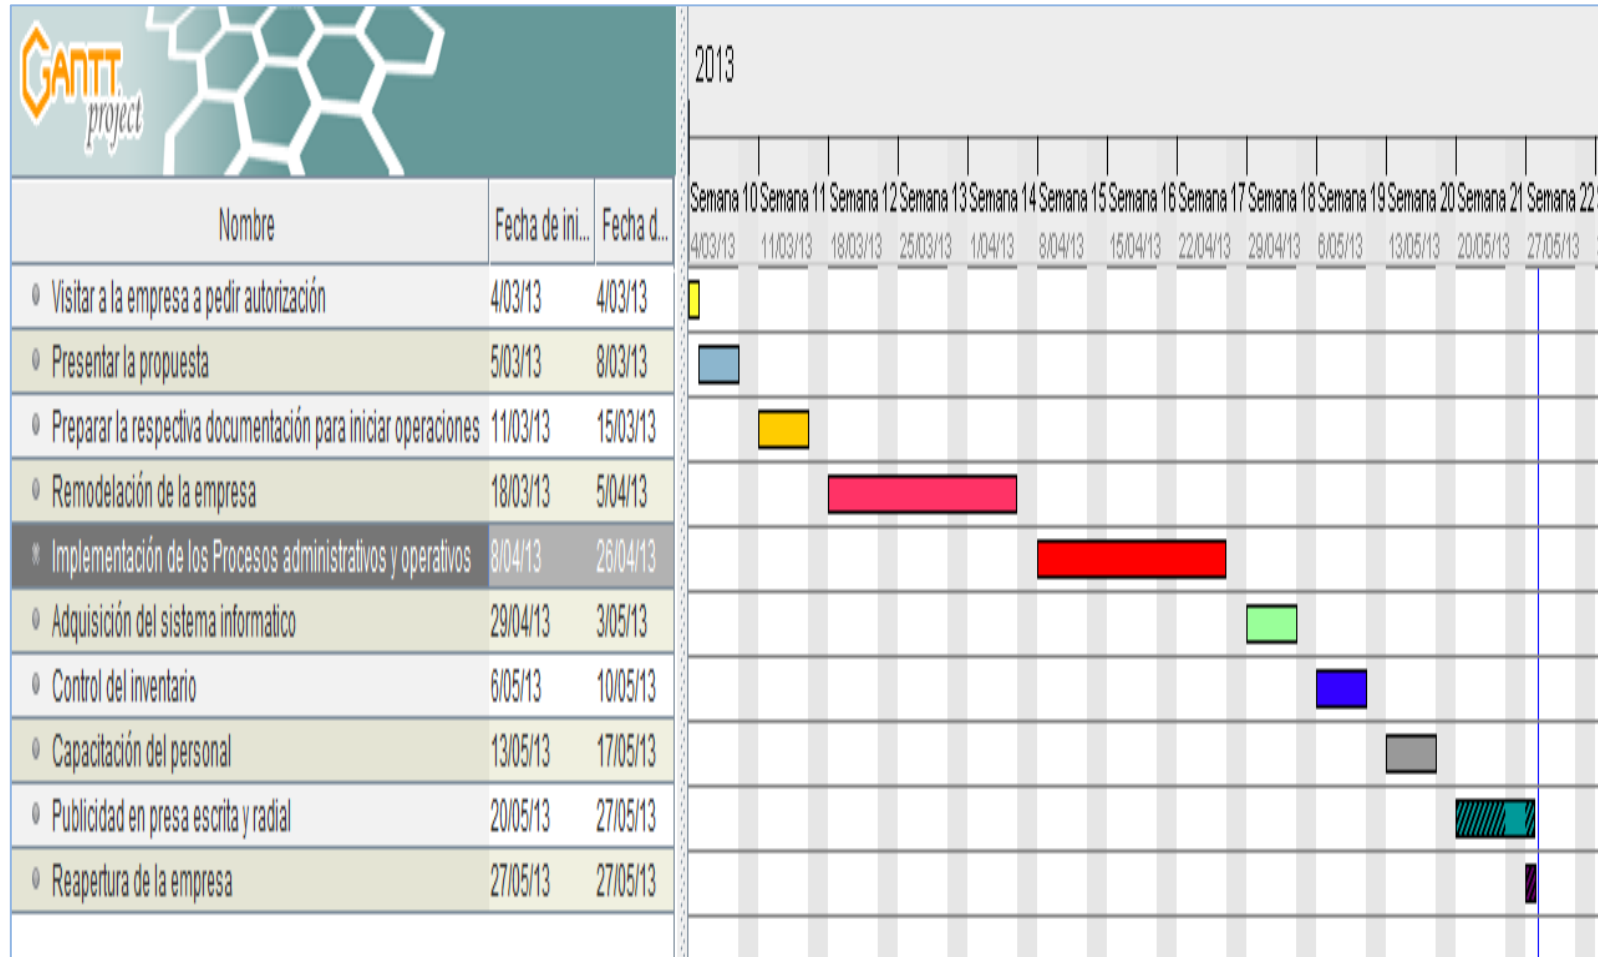 GANTT
project
2013
Nombre Fecha de ini... Fecha d...
Semana 10 Semana 11 Semana 12 Semana 13 Semana 14 Semana 15 Semana 16 Semana 17 Semana 18 Semana 19 Semana 20 Semana 21 Semana 22
4/03/13 11/03/13 18/03/13 25/03/13 1/04/13 8/04/13 15/04/13 22/04/13 29/04/13 6/05/13 13/05/13 20/05/13 27/05/13
Visitar a la empresa a pedir autorización 4/03/13 4/03/13
Presentar la propuesta 5/03/13 8/03/13
Preparar la respectiva documentación para iniciar operaciones 11/03/13 15/03/13
Remodelación de la empresa 18/03/13 5/04/13
Implementación de los Procesos administrativos y operativos 8/04/13 26/04/13
Adquisición del sistema informatico 29/04/13 3/05/13
Control del inventario 6/05/13 10/05/13
Capacitación del personal 13/05/13 17/05/13
Publicidad en presa escrita y radial 20/05/13 27/05/13
Reapertura de la empresa 27/05/13 27/05/13